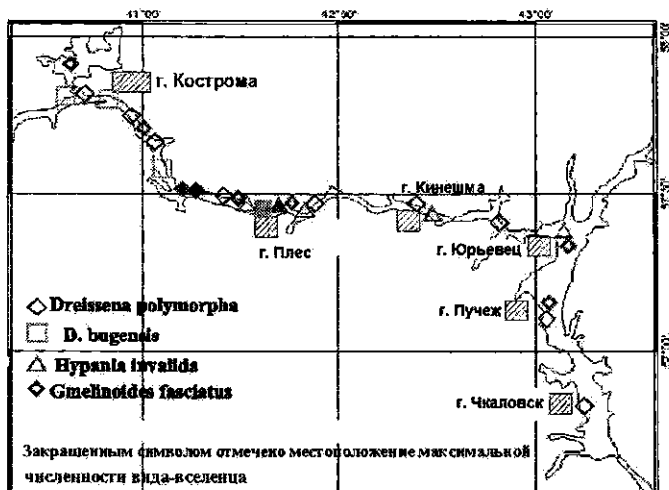 41°00 42°00 43°00
г. Кострома
г. Кинешма
г. Плес
г. Юрьевец
г. Пучеж
г. Чкаловск
Dreissena polymorpha
D. bugensis
Hypania invalida
Gmelinoides fasciatus
Закрашенным символом отмечено местоположение максимальной
численности вида-вселенца